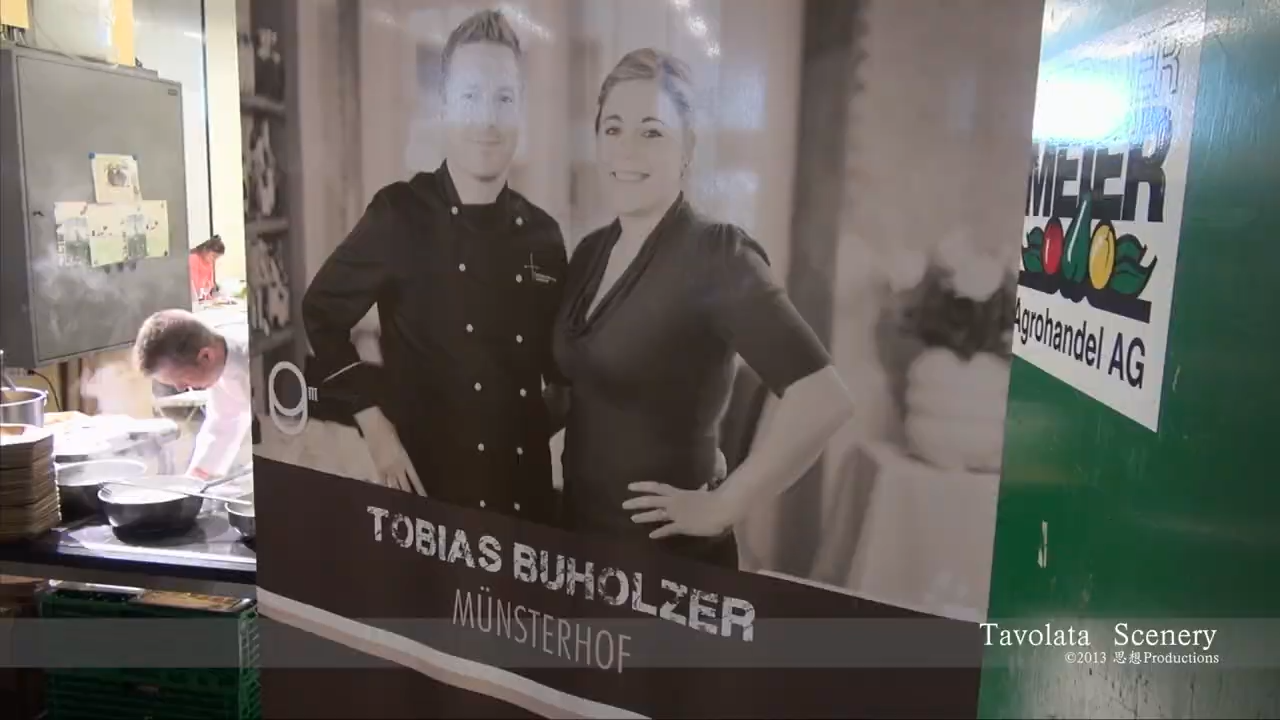 MEIER
Agrohandel AG
TOBIAS BUHOLZER
MÜNSTERHOF
Tavolata Scenery
©2013 思想Productions